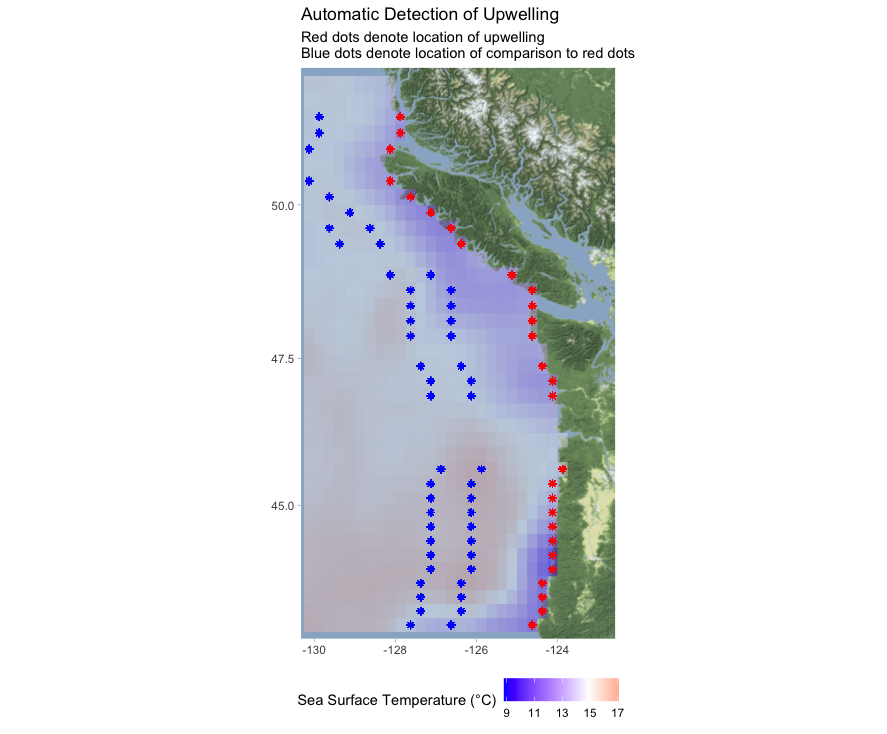 Automatic Detection of Upwelling
Red dots denote location of upwelling
Blue dots denote location of comparison to red dots
50.0
47.5
45.0
-130 -128 -126 -124
Sea Surface Temperature (°C)
9 11 13 15 17